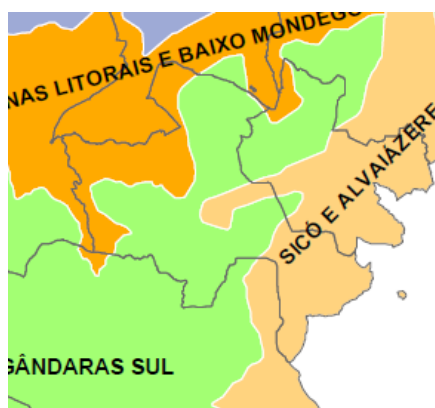 NAS LITORAIS E BAIXO MONDEGO
SICÓ E ALVAIÁZERE
GÂNDARAS SUL